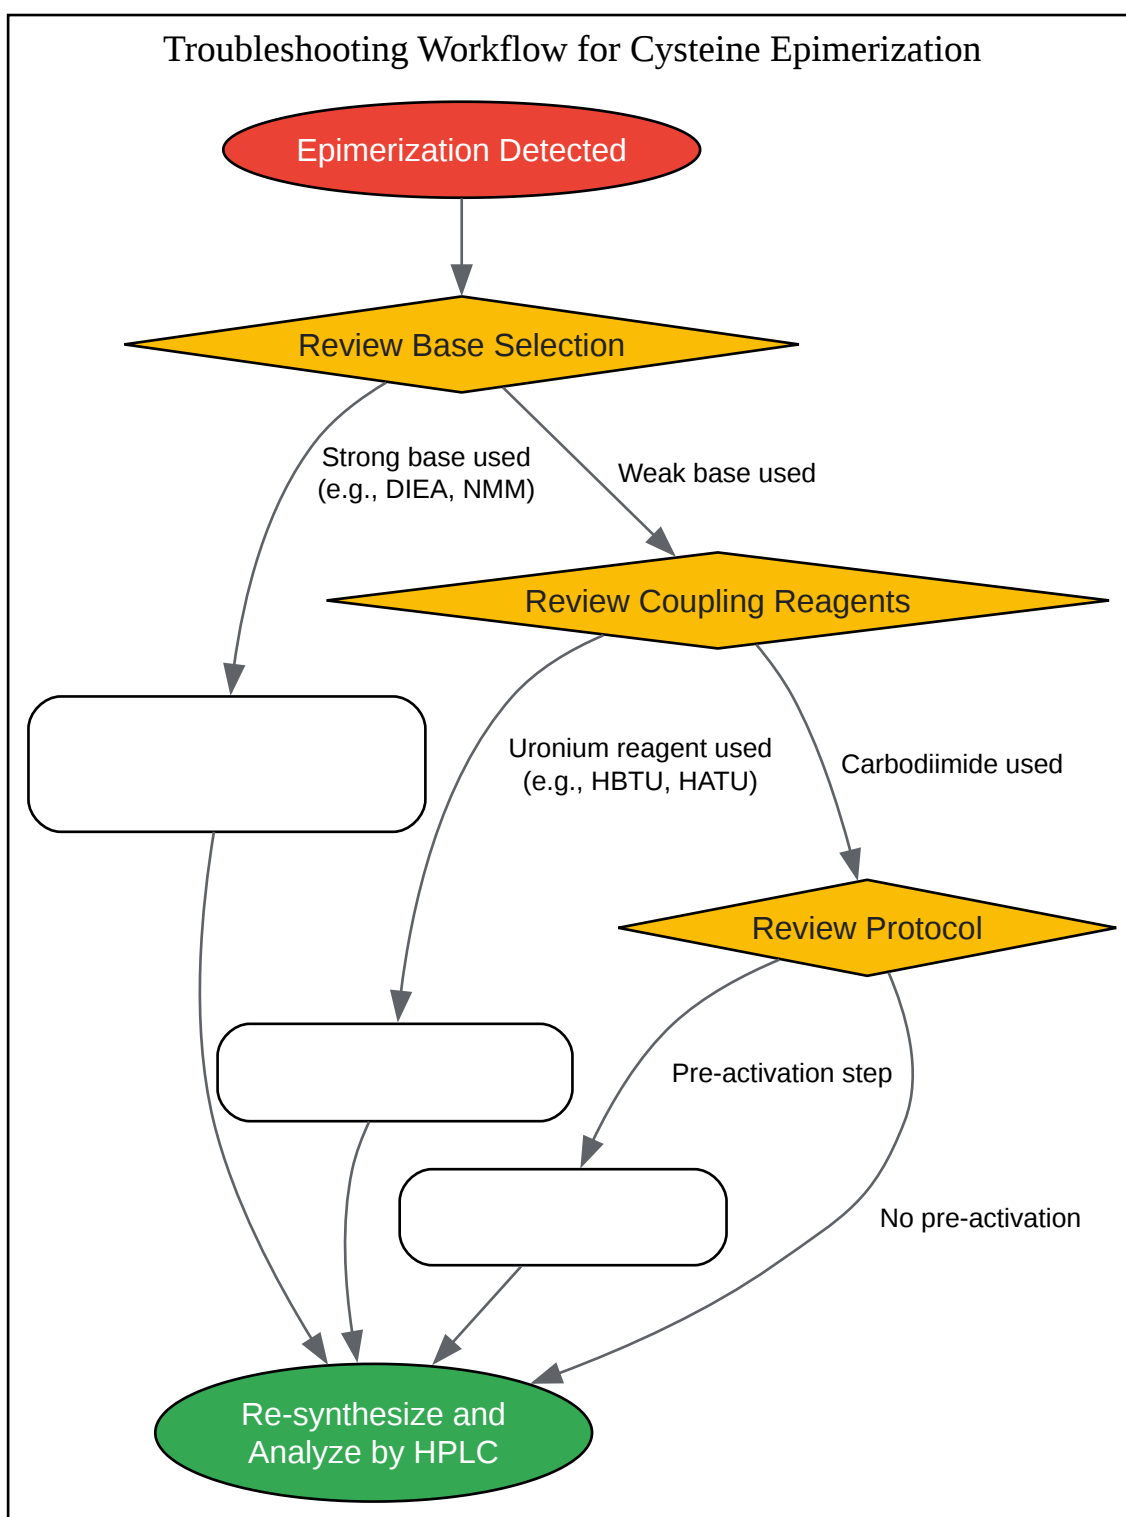 Troubleshooting Workflow for Cysteine Epimerization
Epimerization Detected
Review Base Selection
Strong base used
(e.g., DIEA, NMM)
Weak base used
Review Coupling Reagents
Uronium reagent used
(e.g., HBTU, HATU)
Carbodiimide used
Review Protocol
Pre-activation step
No pre-activation
Re-synthesize and
Analyze by HPLC